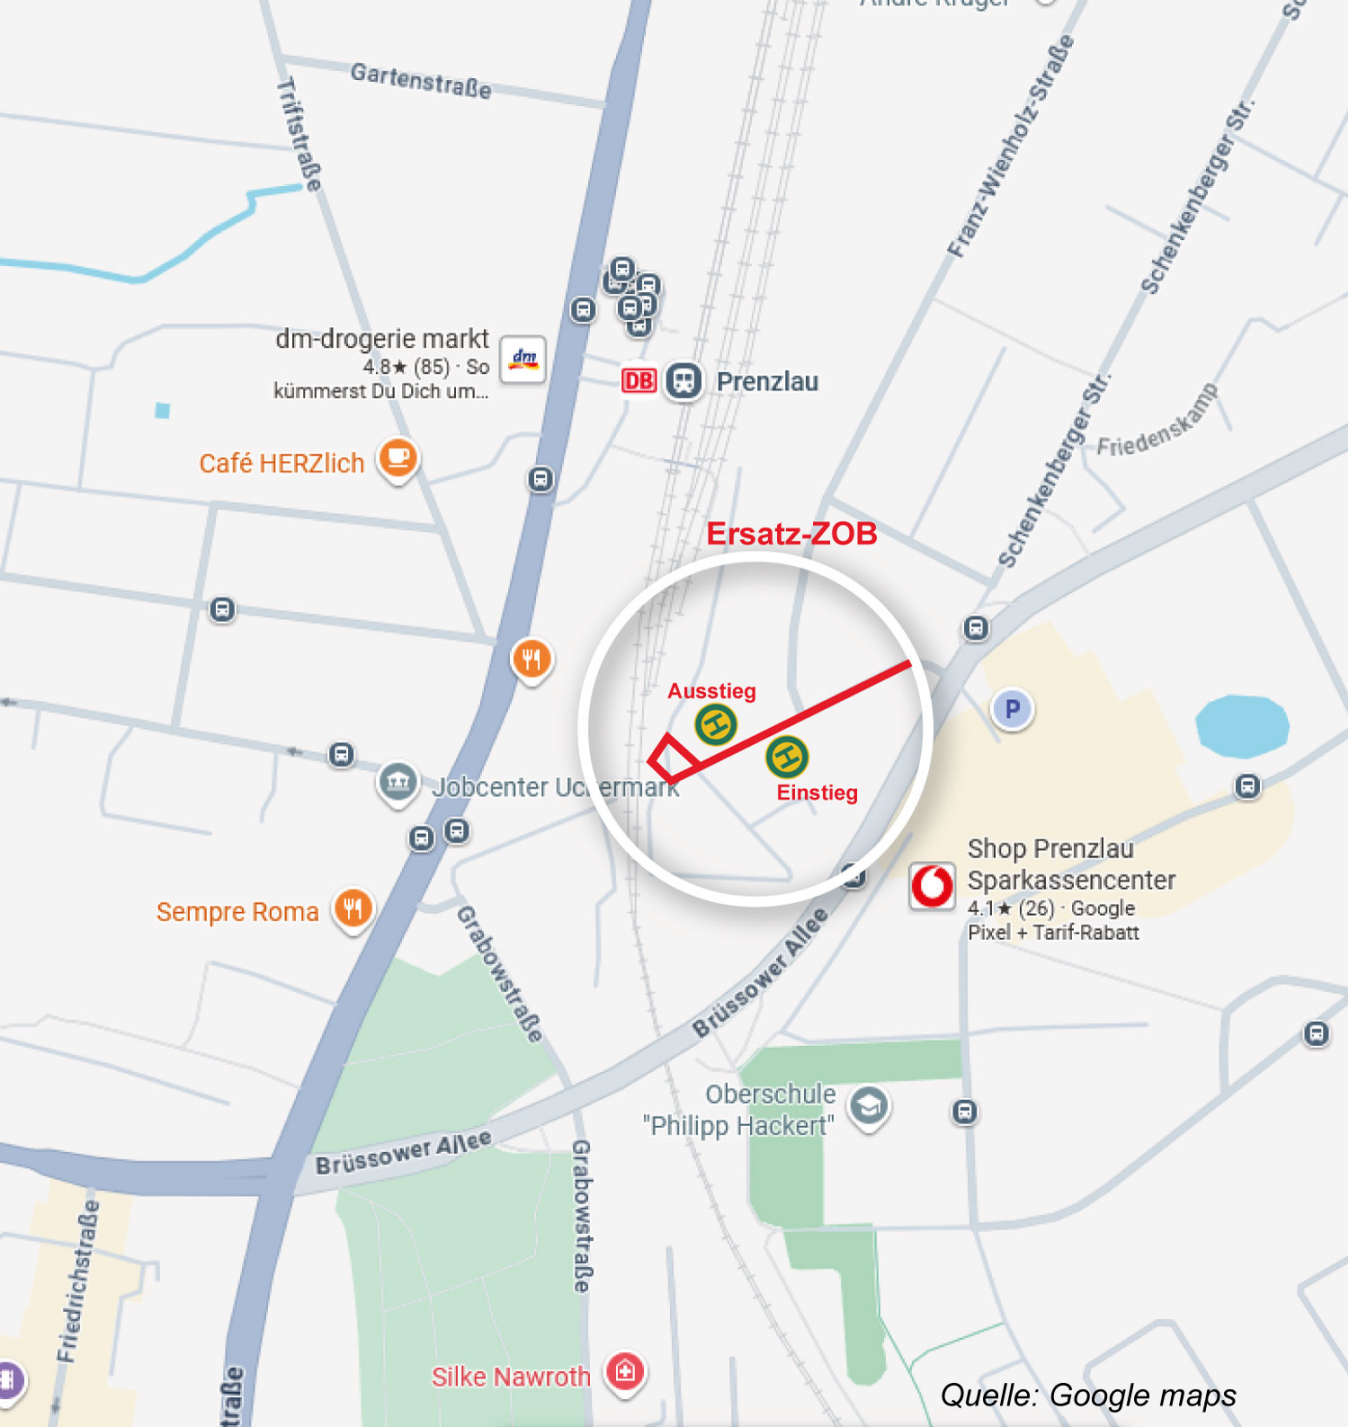 André Krüger
Gartenstraße
Triftstraße
Franz-Wienholz-Straße
Schenkenberger Str.
dm-drogerie markt
4.8★ (85) · So
kümmerst Du Dich um...
dm
DB
Prenzlau
Café HERZlich
Schenkenberger Str.
Friedenskamp
Ersatz-ZOB
Ausstieg
H
H
Einstieg
P
Jobcenter Uckermark
Shop Prenzlau
Sparkassencenter
4.1★ (26) · Google
Pixel + Tarif-Rabatt
Sempre Roma
Grabowstraße
Brüssower Allee
Oberschule
"Philipp Hackert"
Brüssower Allee
Grabowstraße
Friedrichstraße
traße
Silke Nawroth
Quelle: Google maps